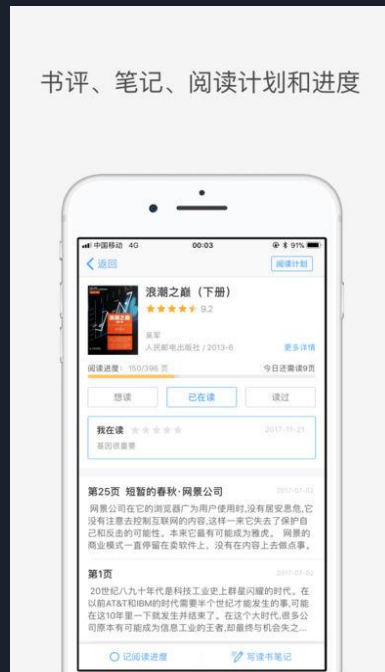 书评、笔记、阅读计划和进度
中国移动 4G 00:03 91%
返回 阅读计划
浪潮之巅（下册）
9.2
吴军
人民邮电出版社 / 2013-6 更多详情
阅读进度： 150/396 页 今日还需读9页
想读 已在读 读过
我在读 2017-11-21
基因很重要
第25页 短暂的春秋·网景公司 2017-07-02
网景公司在它的浏览器广为用户使用时,没有居安思危,它
没有注意去控制互联网的内容,这样一来它失去了保护自
己和反击的可能性。本来它最有可能成为雅虎。 网景的
商业模式一直停留在卖软件上，没有在内容上去做点事。
第1页 2017-07-02
20世纪八九十年代是科技工业史上群星闪耀的时代。在
以前AT&T和IBM的时代需要半个世纪才能发生的事,可能
在这10年里一下就发生并结束了。在这个大时代,很多公
司原本有可能成为信息工业的王者,却最终与机会失之...
记阅读进度 写读书笔记